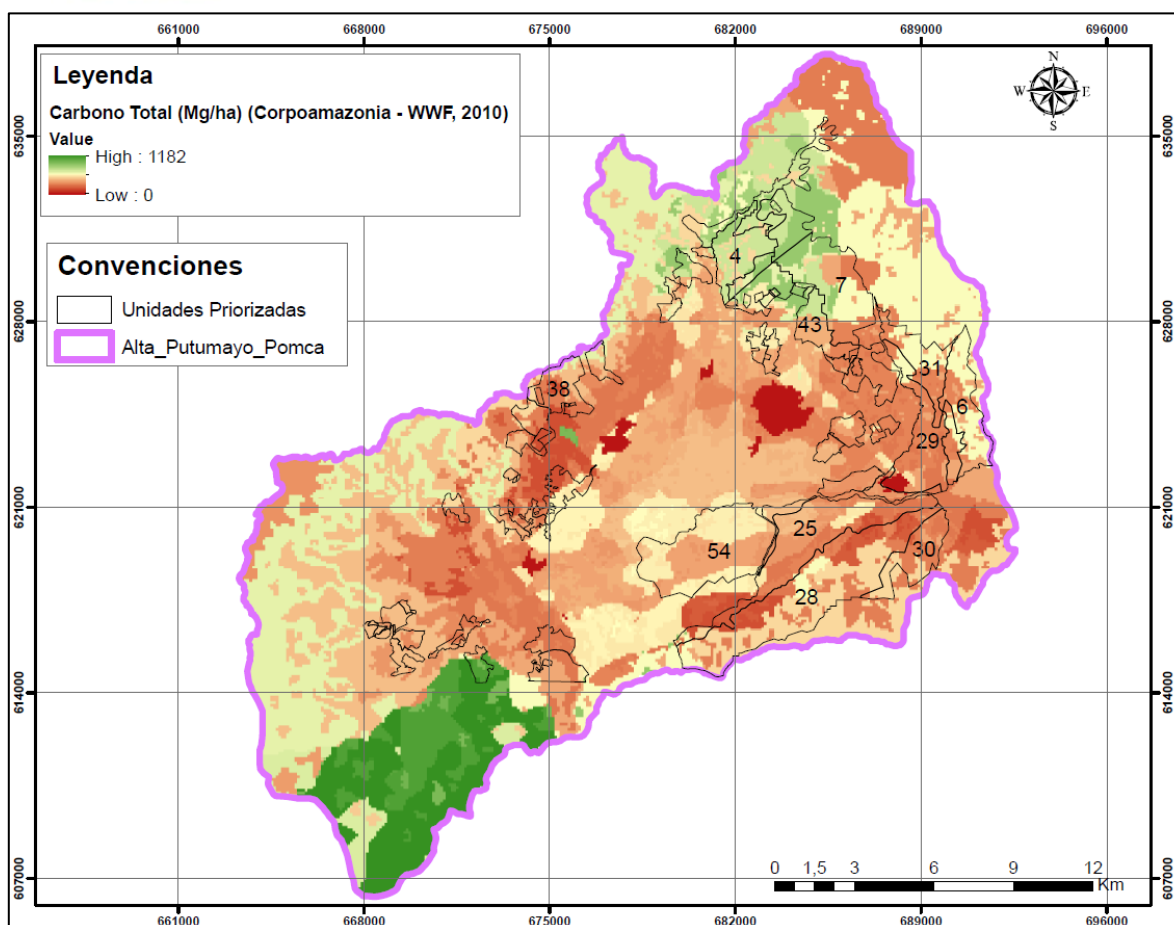 661000 668000 675000 682000 689000 696000
Leyenda
Carbono Total (Mg/ha) (Corpoamazonia - WWF, 2010)
Value
High : 1182
Low : 0
N
W E
S
Convenciones
Unidades Priorizadas
Alta_Putumayo_Pomca
635000 635000
4
7
628000 43 628000
31
38
6
29
621000 621000
25
54 30
28
614000 614000
0 1,5 3 6 9 12
Km
607000 607000
661000 668000 675000 682000 689000 696000